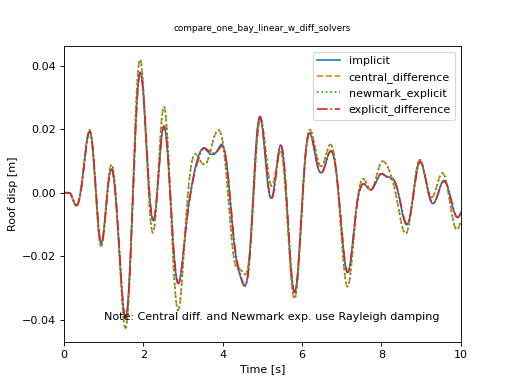 compare_one_bay_linear_w_diff_solvers
implicit
central_difference
newmark_explicit
explicit_difference
0.04
0.02
0.00
−0.02
−0.04
Roof disp [m]
Note: Central diff. and Newmark exp. use Rayleigh damping
0 2 4 6 8 10
Time [s]